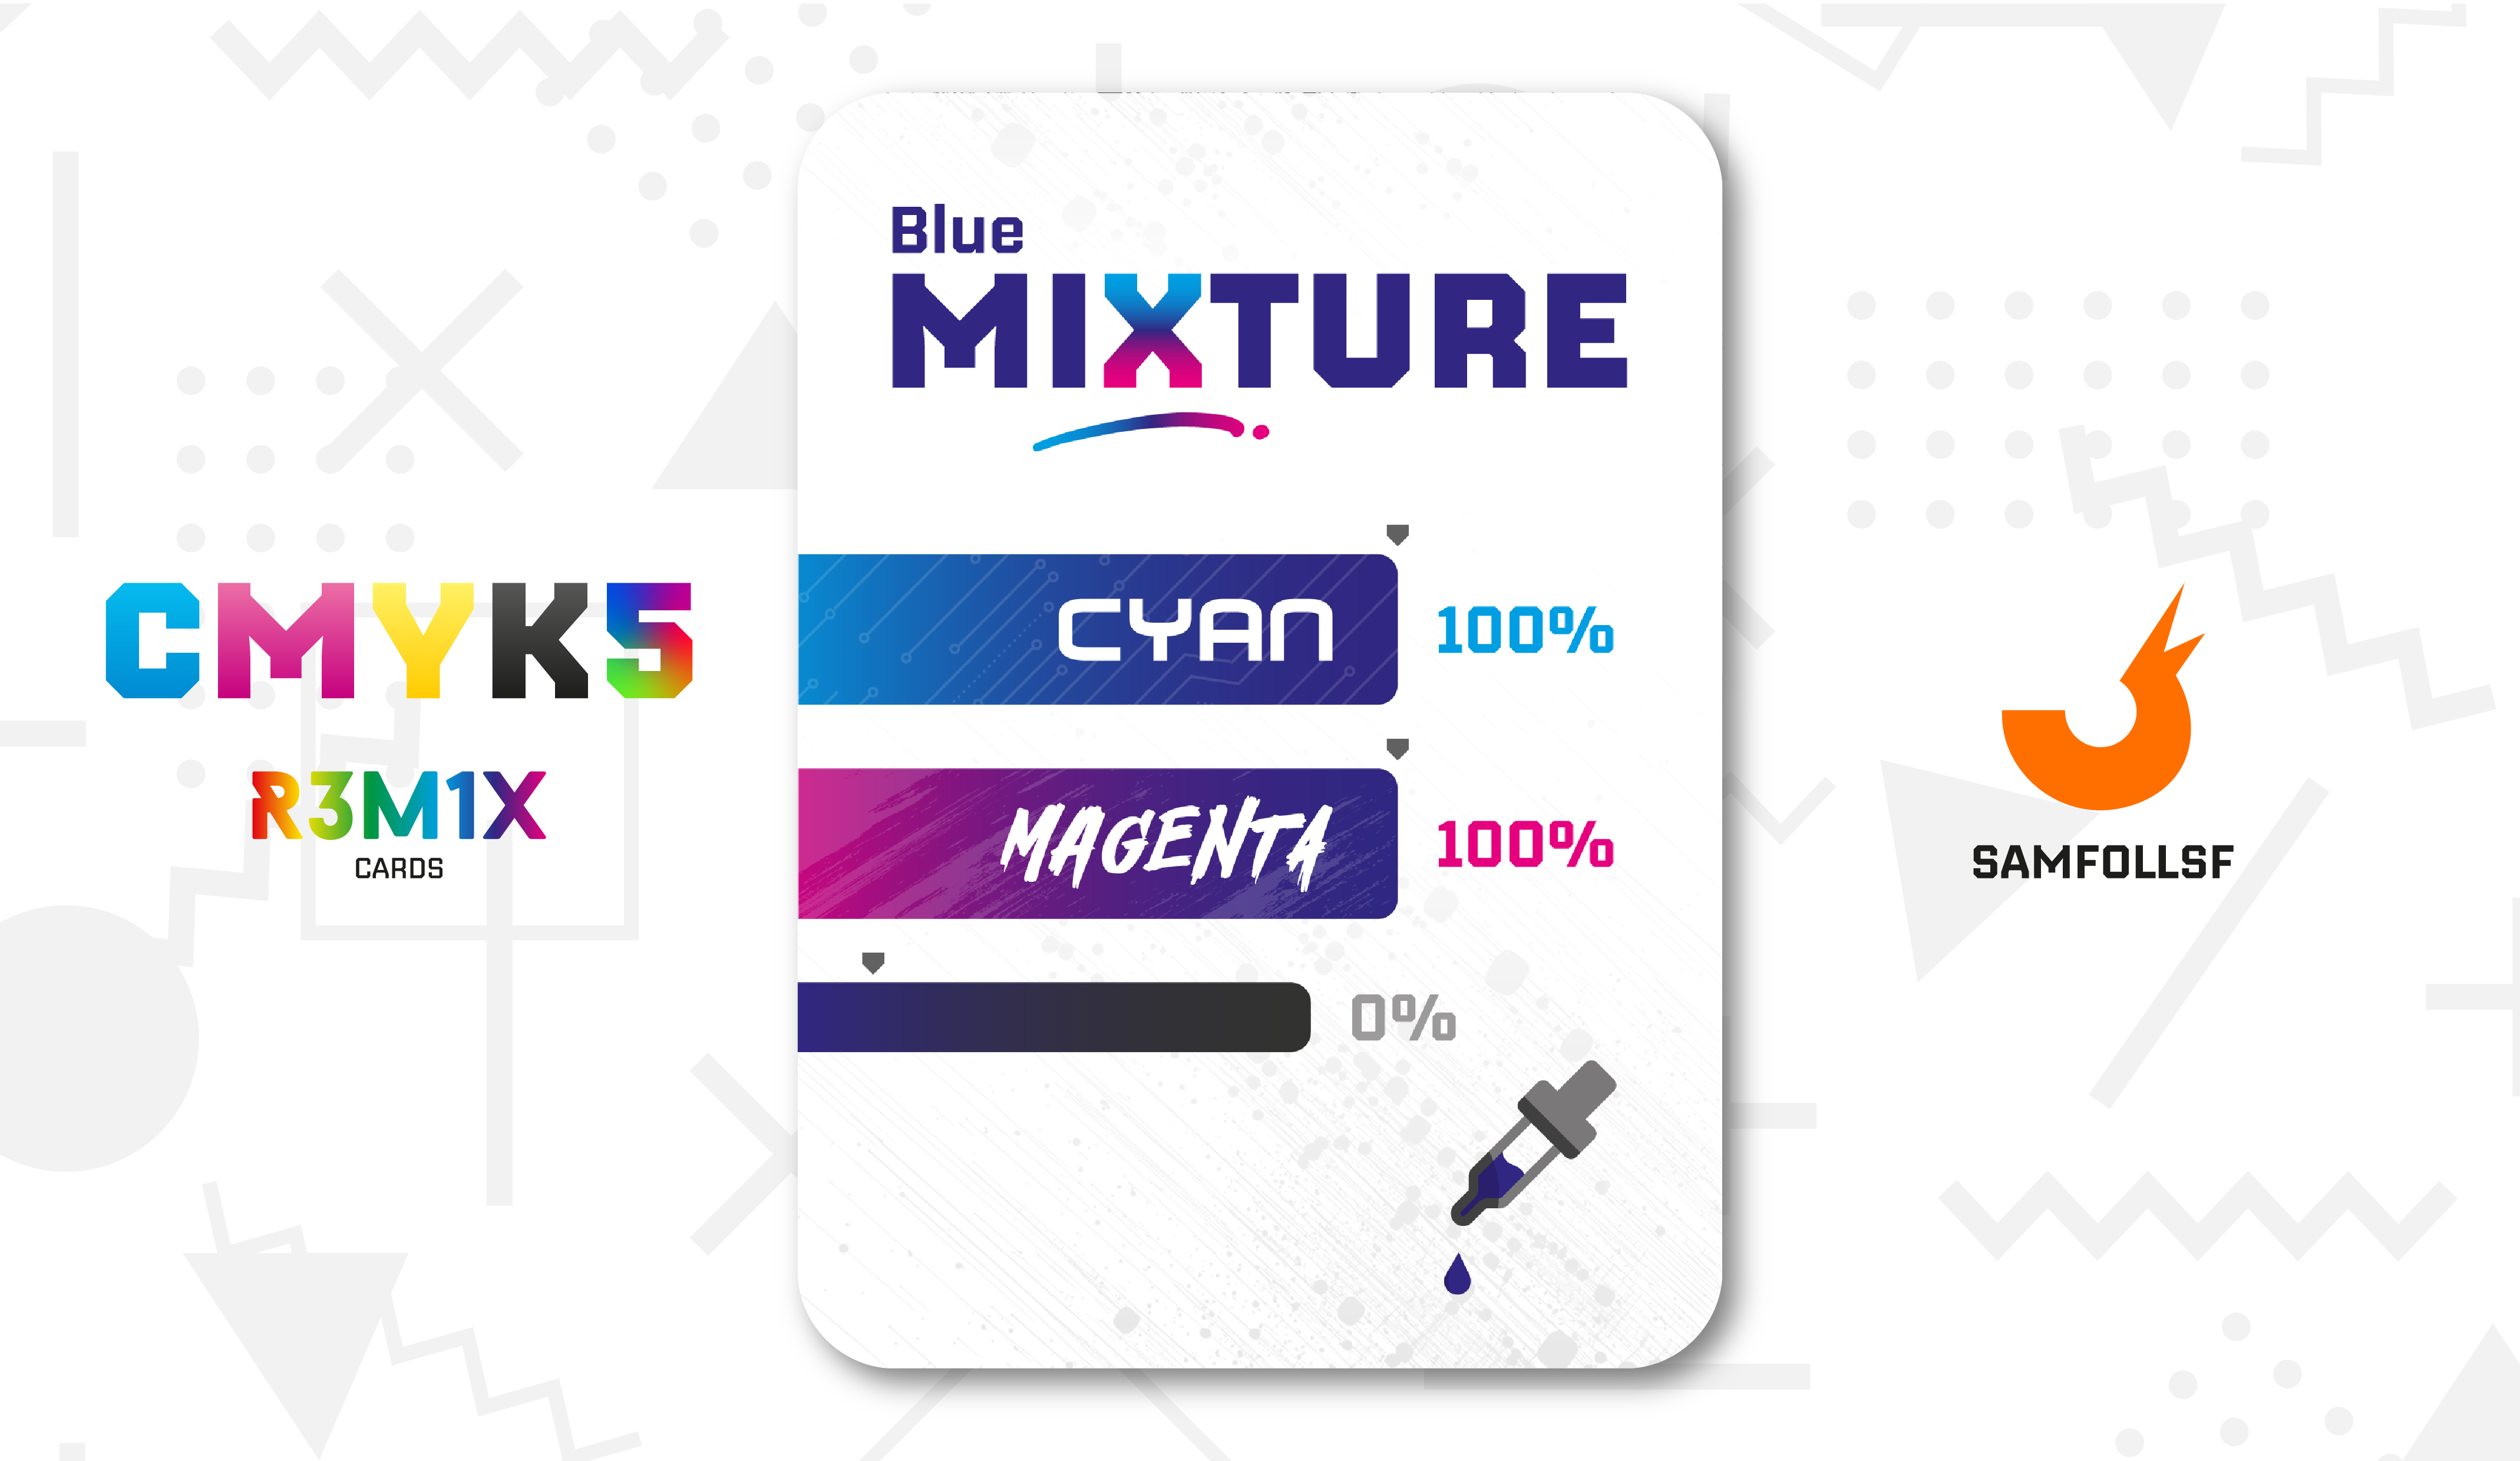 CMYK5
R3M1X
CARDS
Blue
MIXTURE
CYAN 100%
MAGENTA 100%
0%
SAMFOLLSF